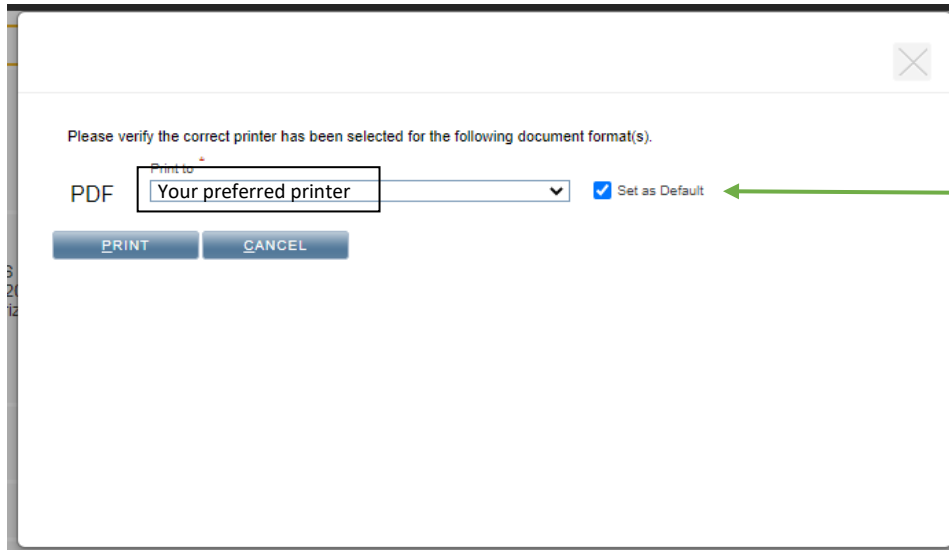 Please verify the correct printer has been selected for the following document format(s).
Print to *
PDF Your preferred printer Set as Default
PRINT CANCEL